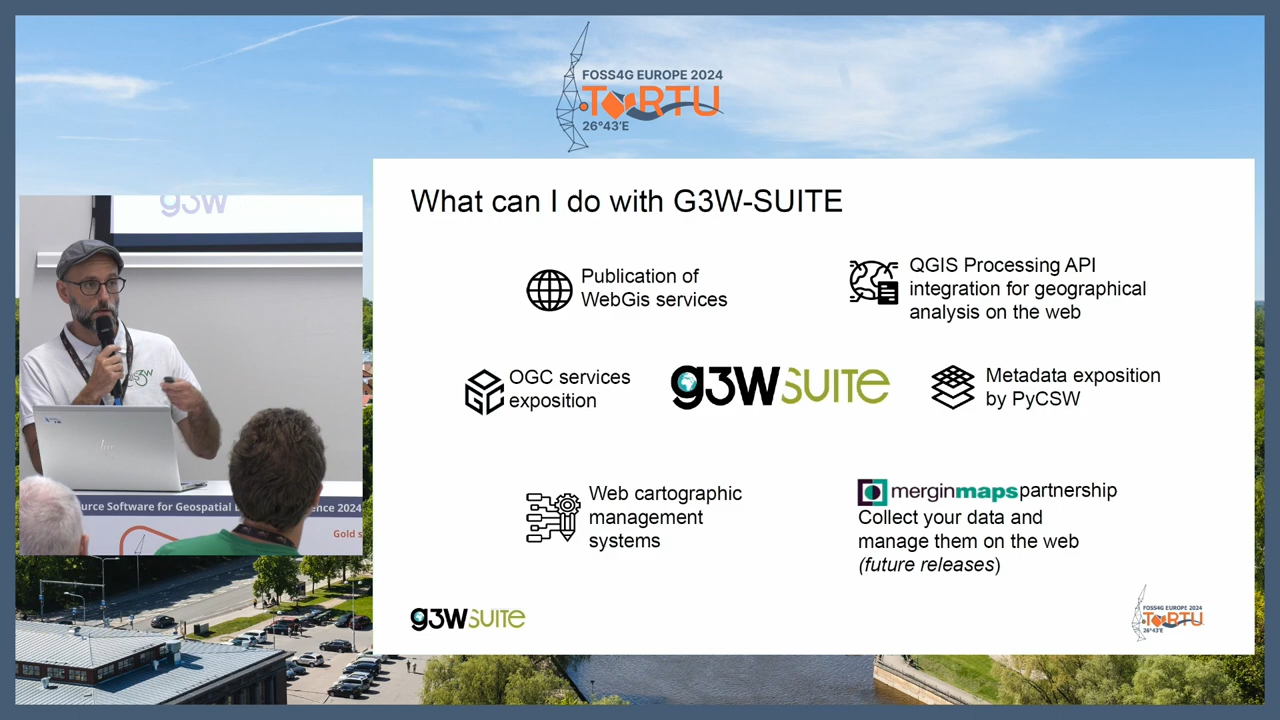 FOSS4G EUROPE 2024
TARTU
26°43'E
What can I do with G3W-SUITE
Publication of
WebGis services
QGIS Processing API
integration for geographical
analysis on the web
OGC services
exposition
g3wSUITE
Metadata exposition
by PyCSW
Web cartographic
management
systems
merginmaps partnership
Collect your data and
manage them on the web
(future releases)
g3wSUITE
FOSS4G EUROPE 2024
TARTU
26°43'E
g3w
hp
Software for Geospatial
2024
Gold